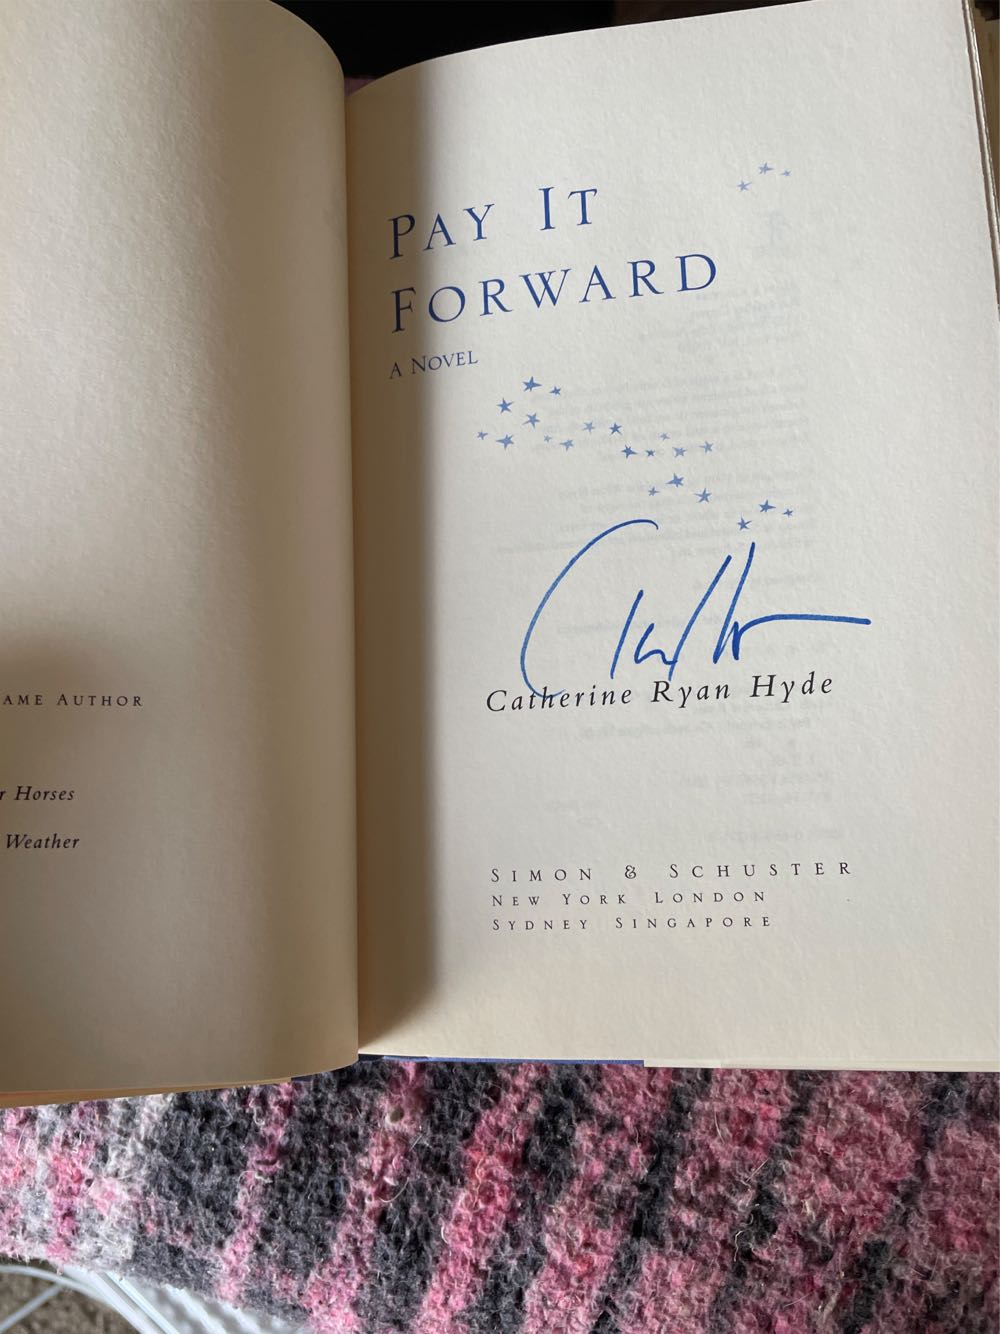 AME AUTHOR
r Horses
Weather
PAY IT
FORWARD
A NOVEL
Catherine Ryan Hyde
SIMON & SCHUSTER
NEW YORK LONDON
SYDNEY SINGAPORE